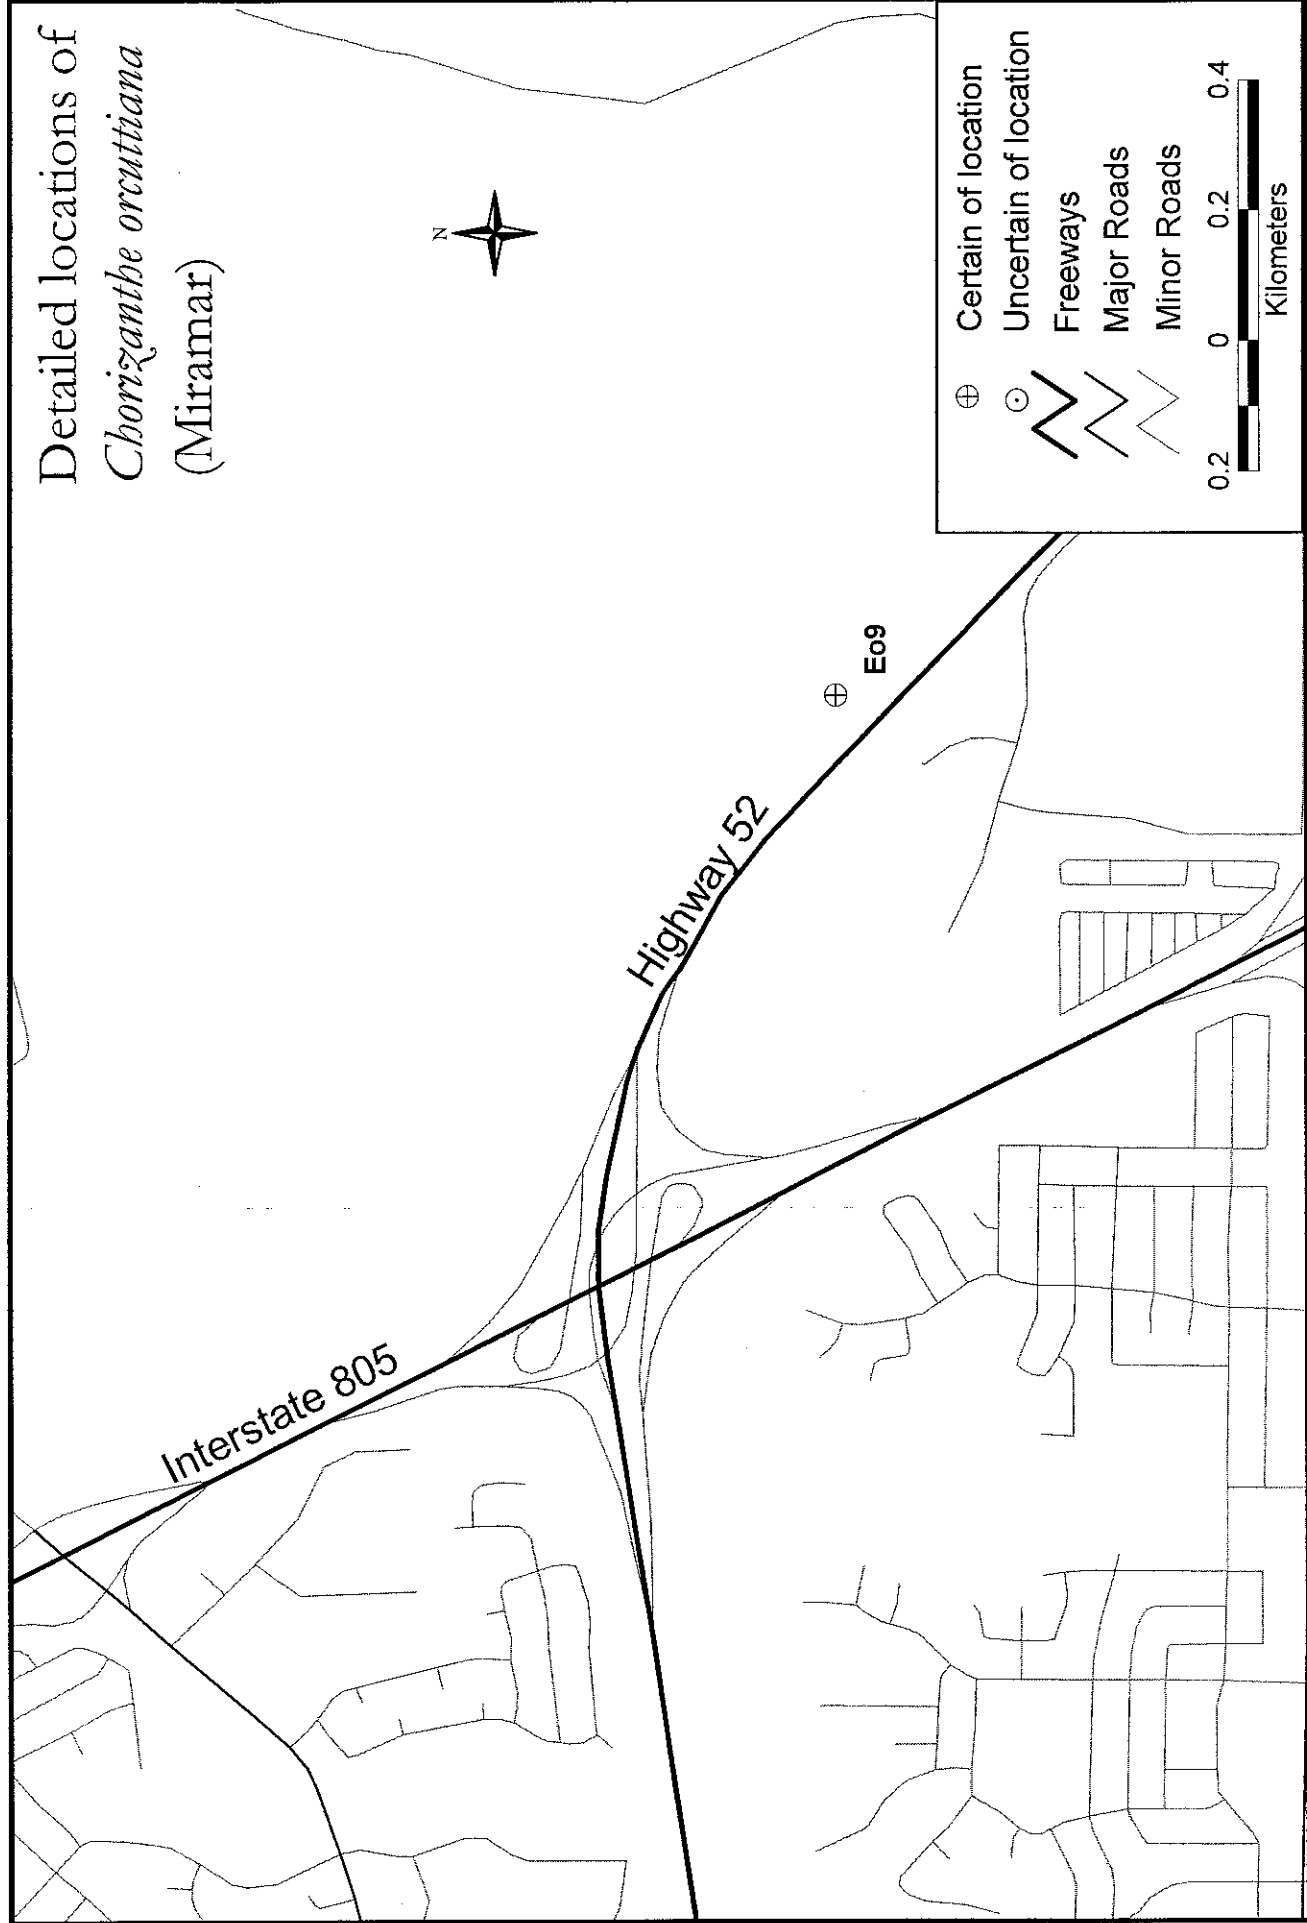 Detailed locations of
Chorizanthe orcuttiana
(Miramar)
N
Interstate 805
Highway 52
Eo9
Certain of location
Uncertain of location
Freeways
Major Roads
Minor Roads
0.2 0 0.2 0.4
Kilometers